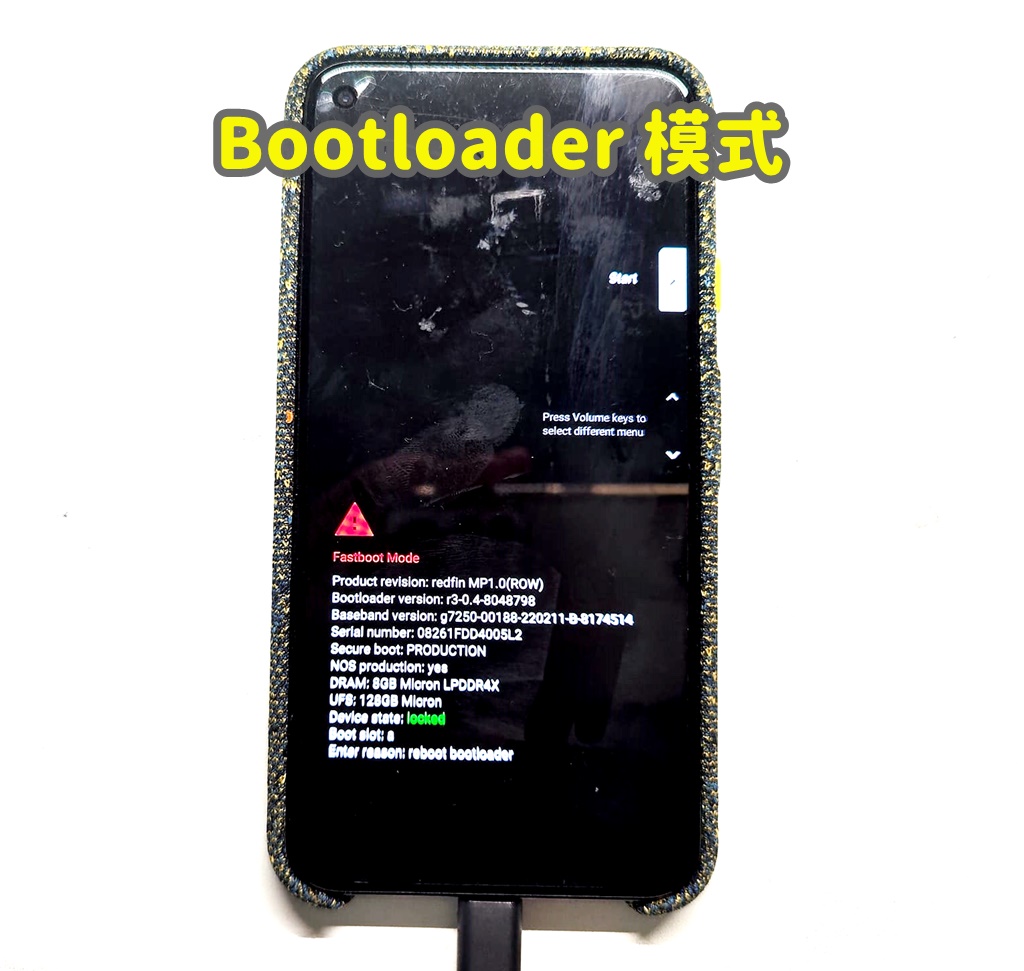 Bootloader 模式
Start
Press Volume keys to
select different menu
Fastboot Mode
Product revision: redfin MP1.0(ROW)
Bootloader version: r3-0.4-8048798
Baseband version: g7250-00188-220211-B-8174514
Serial number: 08261FDD4005L2
Secure boot: PRODUCTION
NOS production: yes
DRAM: 8GB Micron LPDDR4X
UFS: 128GB Micron
Device state: locked
Boot slot: a
Enter reason: reboot bootloader